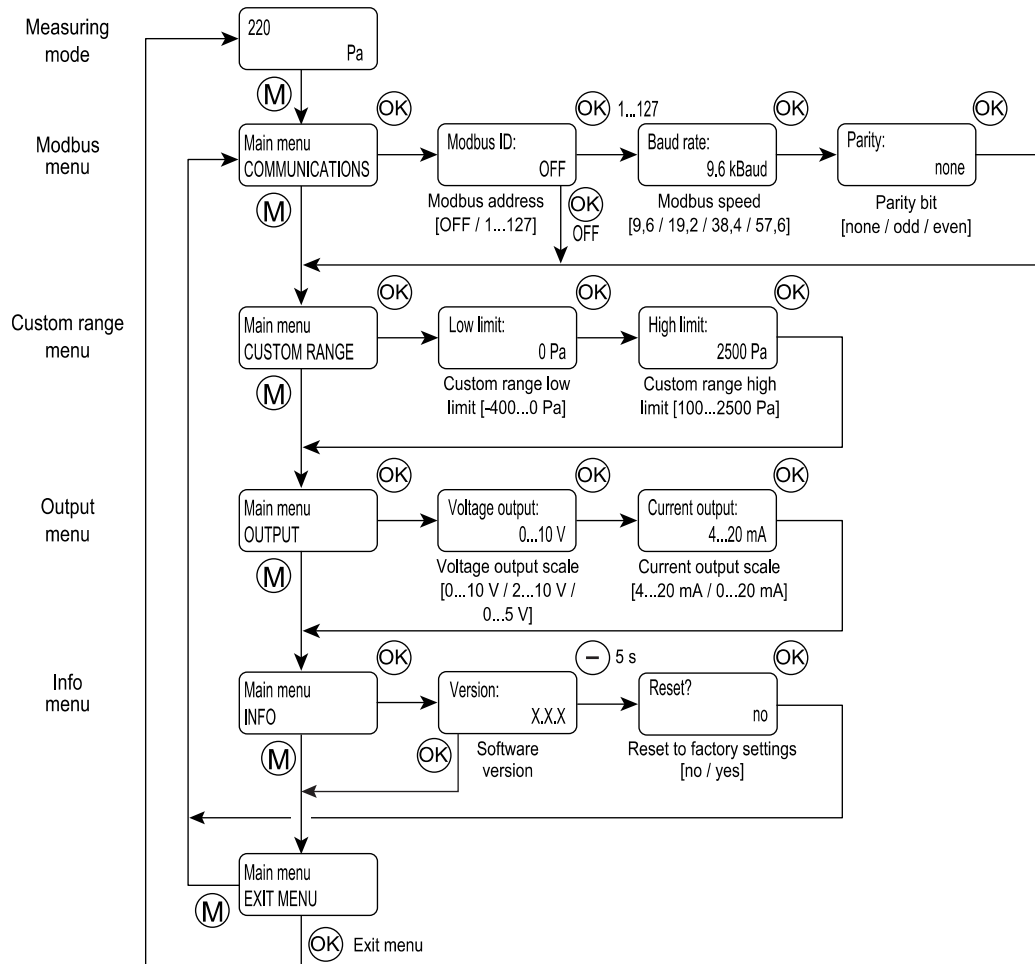 Measuring
mode
220
Pa
M
OK
OK 1...127
OK
OK
Modbus
menu
Main menu
COMMUNICATIONS
Modbus ID:
OFF
Baud rate:
9.6 kBaud
Parity:
none
M
Modbus address
[OFF / 1...127]
OK
OFF
Modbus speed
[9,6 / 19,2 / 38,4 / 57,6]
Parity bit
[none / odd / even]
OK
OK
OK
Custom range
menu
Main menu
CUSTOM RANGE
Low limit:
0 Pa
High limit:
2500 Pa
M
Custom range low
limit [-400...0 Pa]
Custom range high
limit [100...2500 Pa]
OK
OK
OK
Output
menu
Main menu
OUTPUT
Voltage output:
0...10 V
Current output:
4...20 mA
M
Voltage output scale
[0...10 V / 2...10 V /
0...5 V]
Current output scale
[4...20 mA / 0...20 mA]
OK
– 5 s
OK
Info
menu
Main menu
INFO
Version:
X.X.X
Reset?
no
M
OK
Software
version
Reset to factory settings
[no / yes]
Main menu
EXIT MENU
M
OK Exit menu